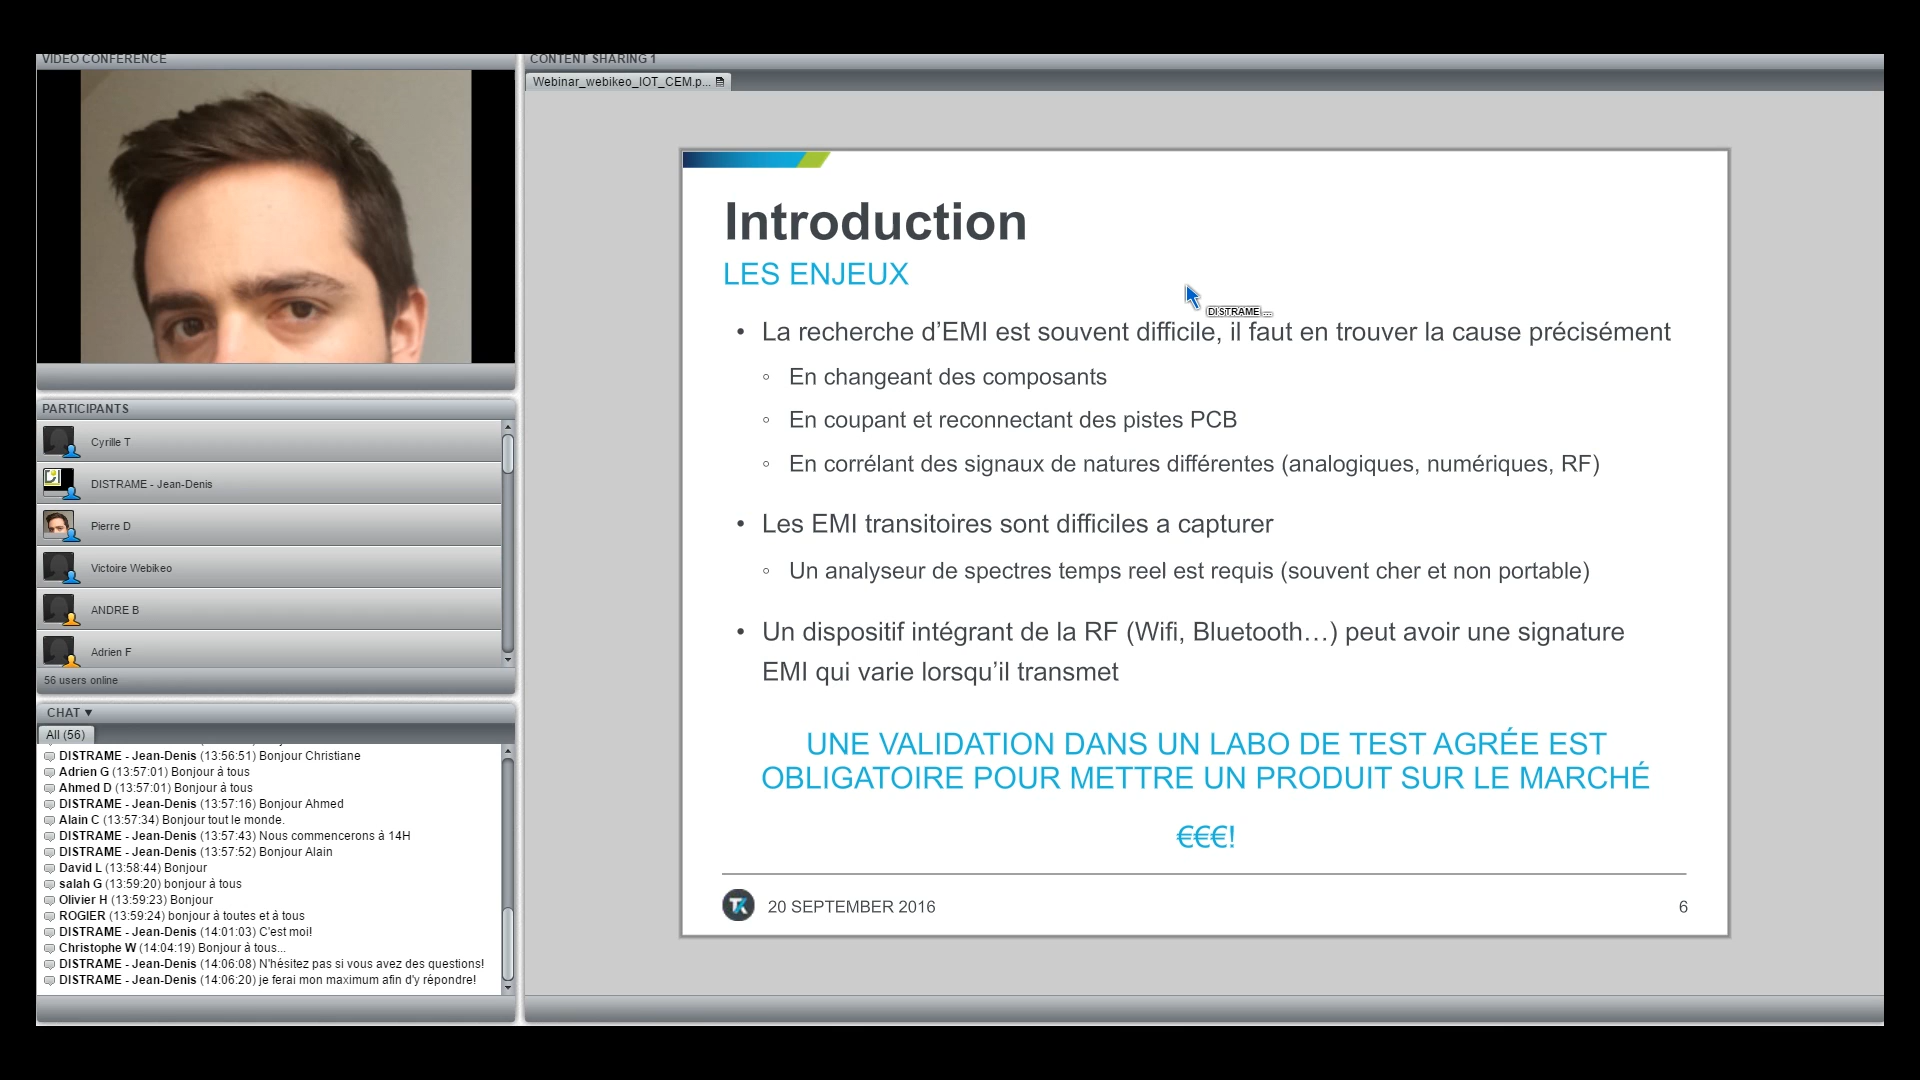 VIDEO CONFERENCE
PARTICIPANTS
Cyrille T
DISTRAME - Jean-Denis
Pierre D
Victoire Webikeo
ANDRE B
Adrien F
56 users online
CHAT
All (56)
DISTRAME - Jean-Denis (13:56:51) Bonjour Christiane
Adrien G (13:57:01) Bonjour à tous
Ahmed D (13:57:01) Bonjour à tous
DISTRAME - Jean-Denis (13:57:16) Bonjour Ahmed
Alain C (13:57:34) Bonjour tout le monde.
DISTRAME - Jean-Denis (13:57:43) Nous commencerons à 14H
DISTRAME - Jean-Denis (13:57:52) Bonjour Alain
David L (13:58:44) Bonjour
salah G (13:59:20) bonjour à tous
Olivier H (13:59:23) Bonjour
ROGIER (13:59:24) bonjour à toutes et à tous
DISTRAME - Jean-Denis (14:01:03) C'est moi!
Christophe W (14:04:19) Bonjour à tous...
DISTRAME - Jean-Denis (14:06:08) N'hésitez pas si vous avez des questions!
DISTRAME - Jean-Denis (14:06:20) je ferai mon maximum afin d'y répondre!
CONTENT SHARING 1
Webinar_webikeo_IOT_CEM.p...
Introduction
LES ENJEUX
DISTRAME ...
• La recherche d’EMI est souvent difficile, il faut en trouver la cause précisément
◦ En changeant des composants
◦ En coupant et reconnectant des pistes PCB
◦ En corrélant des signaux de natures différentes (analogiques, numériques, RF)
• Les EMI transitoires sont difficiles a capturer
◦ Un analyseur de spectres temps reel est requis (souvent cher et non portable)
• Un dispositif intégrant de la RF (Wifi, Bluetooth…) peut avoir une signature
EMI qui varie lorsqu’il transmet
UNE VALIDATION DANS UN LABO DE TEST AGRÉE EST
OBLIGATOIRE POUR METTRE UN PRODUIT SUR LE MARCHÉ
€€€!
TK 20 SEPTEMBER 2016
6